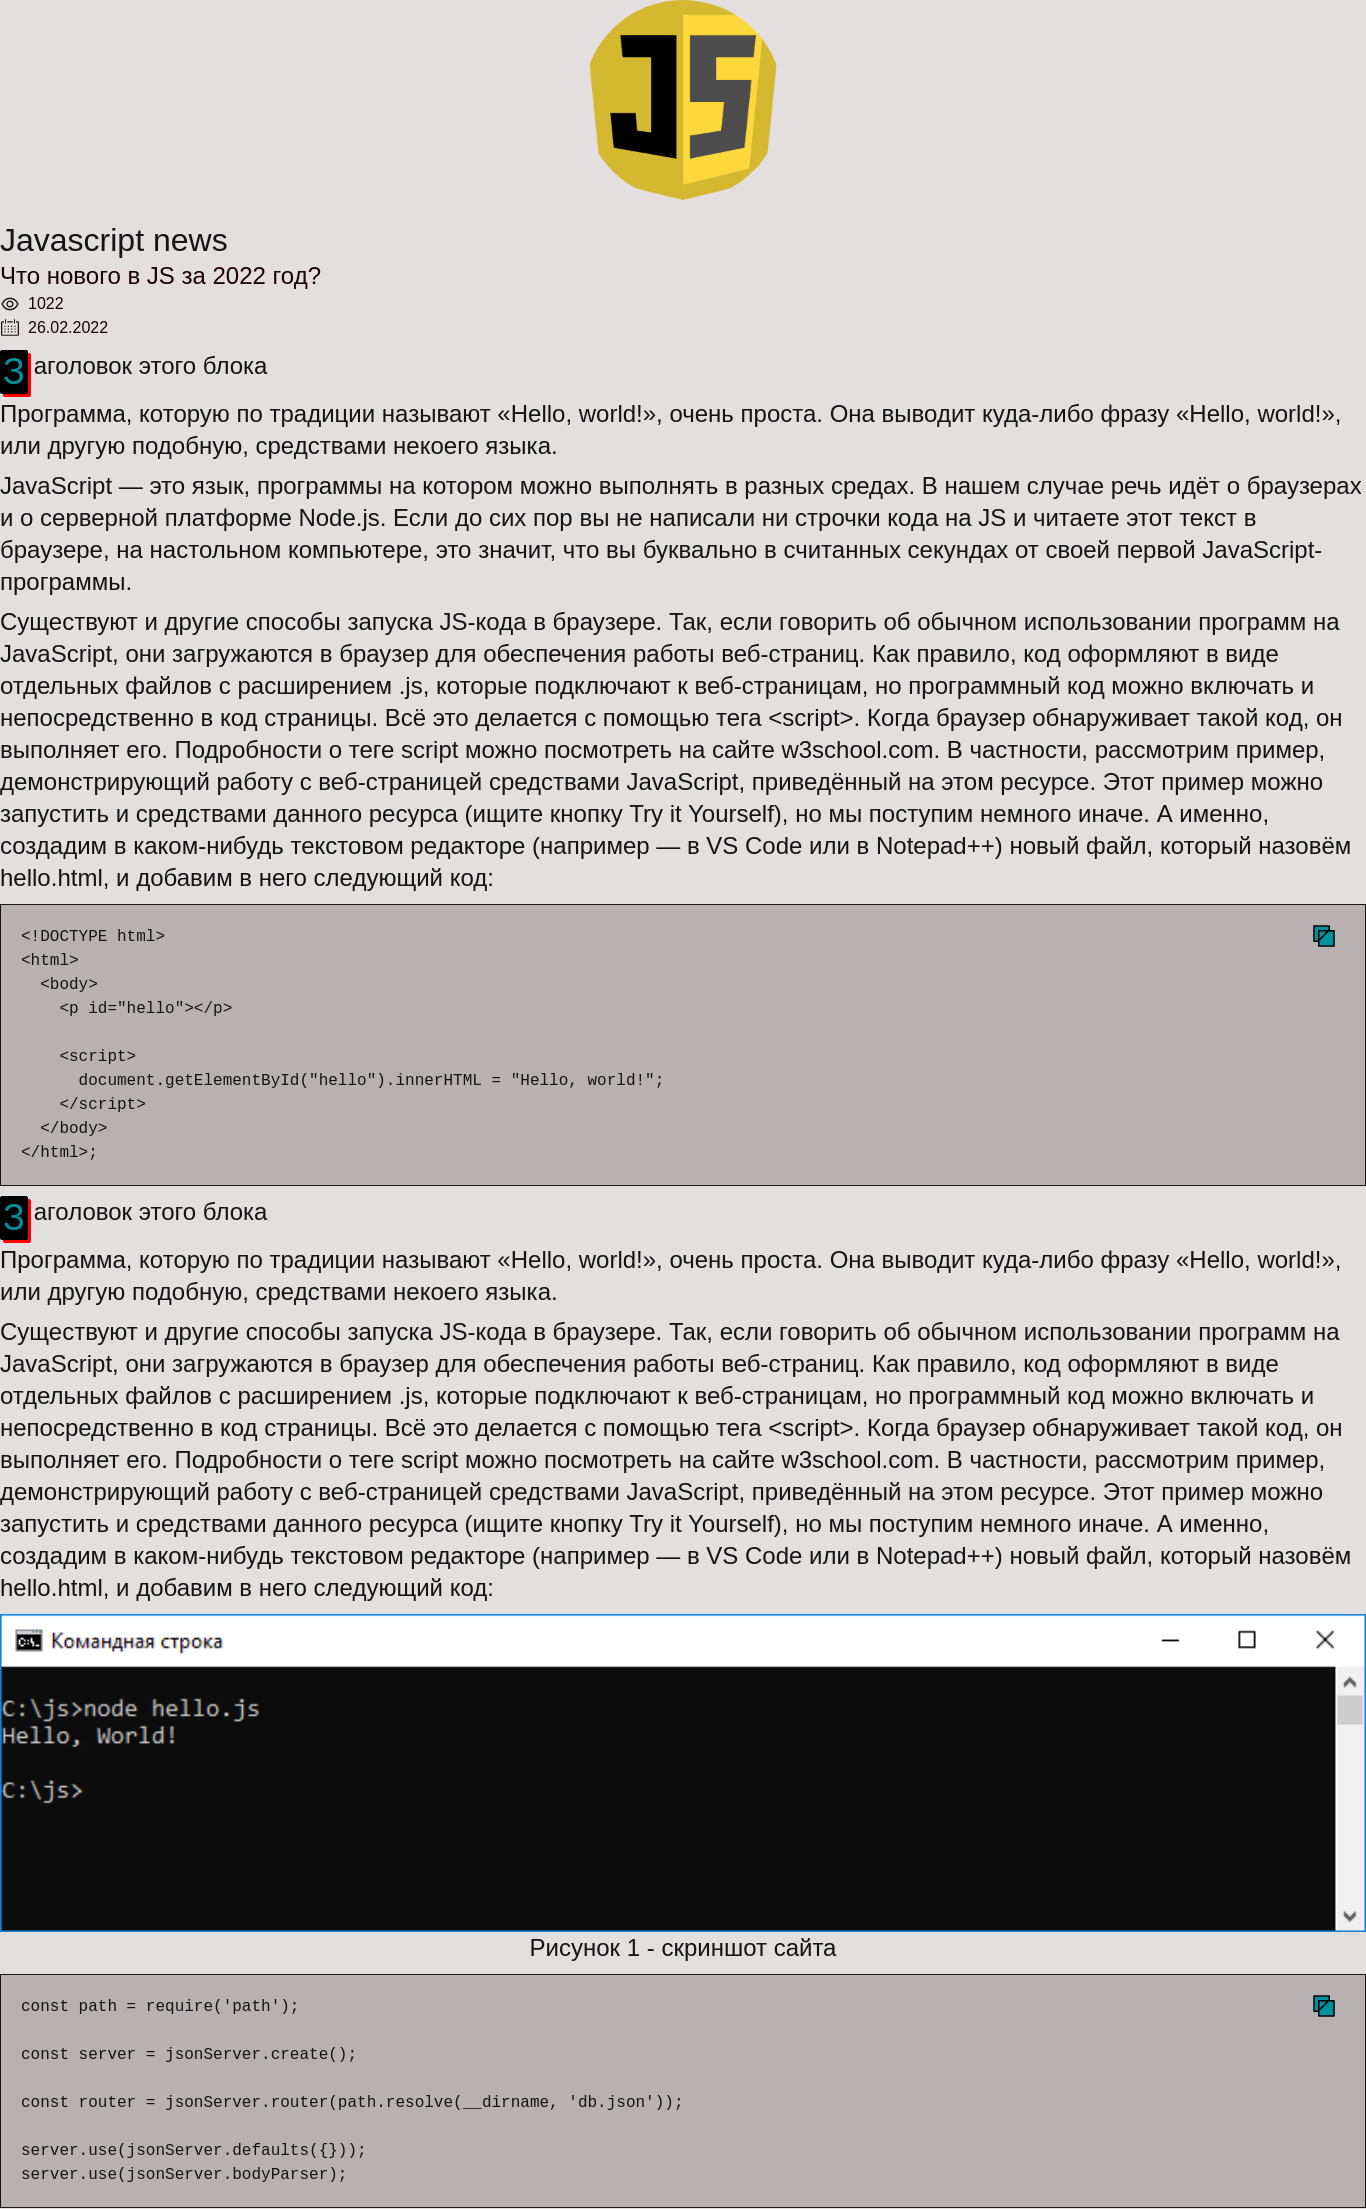 JS
Javascript news
Что нового в JS за 2022 год?
1022
26.02.2022
Заголовок этого блока
Программа, которую по традиции называют «Hello, world!», очень проста. Она выводит куда-либо фразу «Hello, world!»,
или другую подобную, средствами некоего языка.
JavaScript — это язык, программы на котором можно выполнять в разных средах. В нашем случае речь идёт о браузерах
и о серверной платформе Node.js. Если до сих пор вы не написали ни строчки кода на JS и читаете этот текст в
браузере, на настольном компьютере, это значит, что вы буквально в считанных секундах от своей первой JavaScript-
программы.
Существуют и другие способы запуска JS-кода в браузере. Так, если говорить об обычном использовании программ на
JavaScript, они загружаются в браузер для обеспечения работы веб-страниц. Как правило, код оформляют в виде
отдельных файлов с расширением .js, которые подключают к веб-страницам, но программный код можно включать и
непосредственно в код страницы. Всё это делается с помощью тега <script>. Когда браузер обнаруживает такой код, он
выполняет его. Подробности о теге script можно посмотреть на сайте w3school.com. В частности, рассмотрим пример,
демонстрирующий работу с веб-страницей средствами JavaScript, приведённый на этом ресурсе. Этот пример можно
запустить и средствами данного ресурса (ищите кнопку Try it Yourself), но мы поступим немного иначе. А именно,
создадим в каком-нибудь текстовом редакторе (например — в VS Code или в Notepad++) новый файл, который назовём
hello.html, и добавим в него следующий код:
<!DOCTYPE html>
<html>
  <body>
    <p id="hello"></p>

    <script>
      document.getElementById("hello").innerHTML = "Hello, world!";
    </script>
  </body>
</html>;
Заголовок этого блока
Программа, которую по традиции называют «Hello, world!», очень проста. Она выводит куда-либо фразу «Hello, world!»,
или другую подобную, средствами некоего языка.
Существуют и другие способы запуска JS-кода в браузере. Так, если говорить об обычном использовании программ на
JavaScript, они загружаются в браузер для обеспечения работы веб-страниц. Как правило, код оформляют в виде
отдельных файлов с расширением .js, которые подключают к веб-страницам, но программный код можно включать и
непосредственно в код страницы. Всё это делается с помощью тега <script>. Когда браузер обнаруживает такой код, он
выполняет его. Подробности о теге script можно посмотреть на сайте w3school.com. В частности, рассмотрим пример,
демонстрирующий работу с веб-страницей средствами JavaScript, приведённый на этом ресурсе. Этот пример можно
запустить и средствами данного ресурса (ищите кнопку Try it Yourself), но мы поступим немного иначе. А именно,
создадим в каком-нибудь текстовом редакторе (например — в VS Code или в Notepad++) новый файл, который назовём
hello.html, и добавим в него следующий код:
Командная строка
C:\js>node hello.js
Hello, World!
C:\js>
Рисунок 1 - скриншот сайта
const path = require('path');

const server = jsonServer.create();

const router = jsonServer.router(path.resolve(__dirname, 'db.json'));

server.use(jsonServer.defaults({}));
server.use(jsonServer.bodyParser);